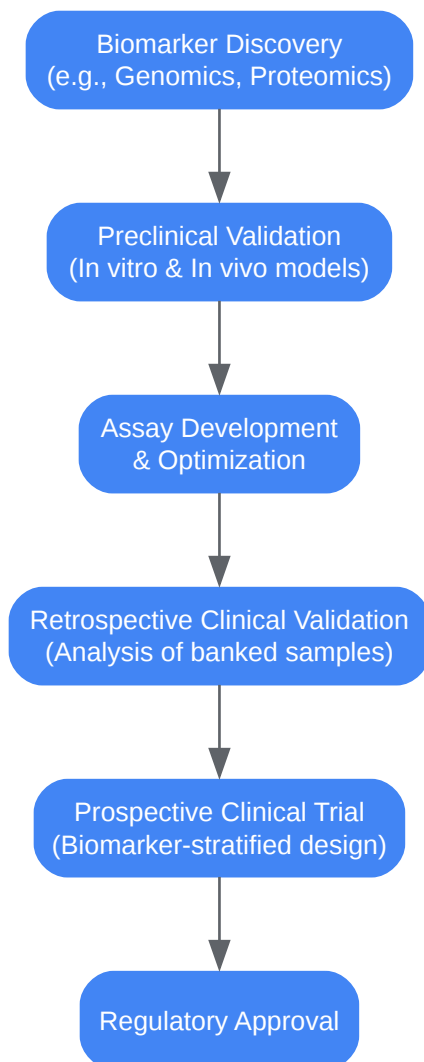 Biomarker Discovery
(e.g., Genomics, Proteomics)
Preclinical Validation
(In vitro & In vivo models)
Assay Development
& Optimization
Retrospective Clinical Validation
(Analysis of banked samples)
Prospective Clinical Trial
(Biomarker-stratified design)
Regulatory Approval